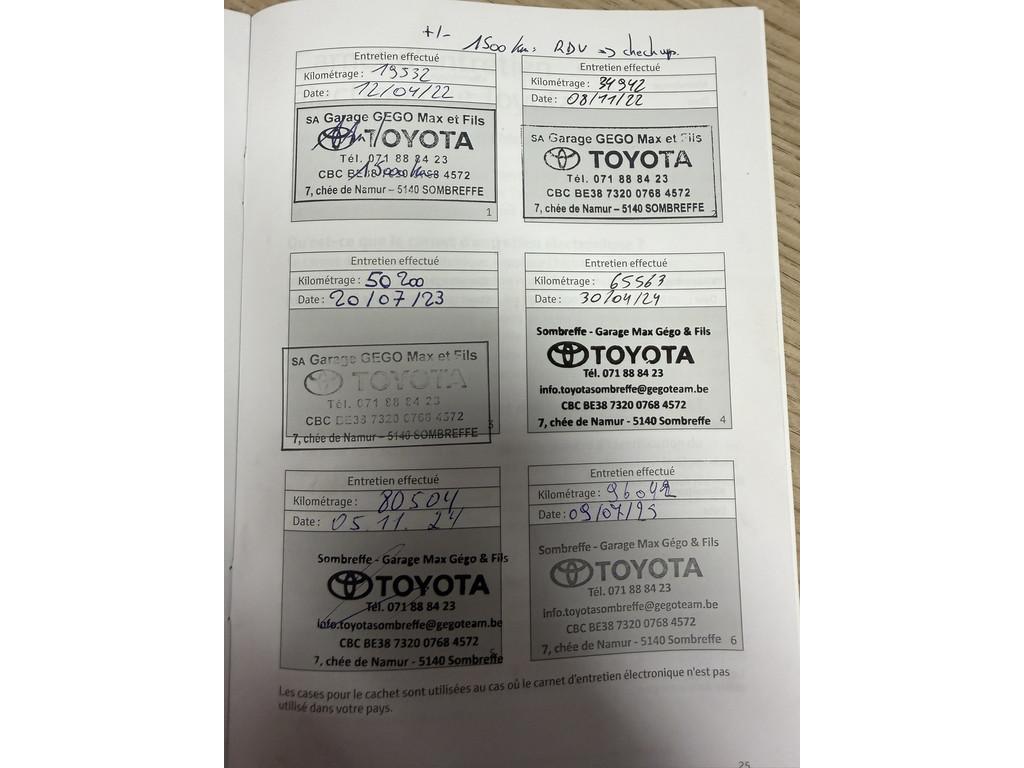 +/- 1500 km: RDV => check up.
Entretien effectué
Kilométrage : 19532
Date : 12/04/22
SA Garage GEGO Max et Fils
TOYOTA
Tél. 071 88 84 23
CBC BE38 7320 0768 4572
7, chée de Namur – 5140 SOMBREFFE
1
Entretien effectué
Kilométrage : 34942
Date : 08/11/22
SA Garage GEGO Max et Fils
TOYOTA
Tél. 071 88 84 23
CBC BE38 7320 0768 4572
7, chée de Namur – 5140 SOMBREFFE
2
Entretien effectué
Kilométrage : 50200
Date : 20/07/23
SA Garage GEGO Max et Fils
TOYOTA
Tél. 071 88 84 23
CBC BE38 7320 0768 4572
7, chée de Namur – 5140 SOMBREFFE
3
Entretien effectué
Kilométrage : 65563
Date : 30/04/24
Sombreffe - Garage Max Gégo & Fils
TOYOTA
Tél. 071 88 84 23
info.toyotasombreffe@gegoteam.be
CBC BE38 7320 0768 4572
7, chée de Namur - 5140 Sombreffe
4
Entretien effectué
Kilométrage : 80504
Date : 05.11.24
Sombreffe - Garage Max Gégo & Fils
TOYOTA
Tél. 071 88 84 23
info.toyotasombreffe@gegoteam.be
CBC BE38 7320 0768 4572
7, chée de Namur - 5140 Sombreffe
5
Entretien effectué
Kilométrage : 96042
Date : 09/07/25
Sombreffe - Garage Max Gégo & Fils
TOYOTA
Tél. 071 88 84 23
info.toyotasombreffe@gegoteam.be
CBC BE38 7320 0768 4572
7, chée de Namur - 5140 Sombreffe
6
Les cases pour le cachet sont utilisées au cas où le carnet d'entretien électronique n'est pas
utilisé dans votre pays.
25